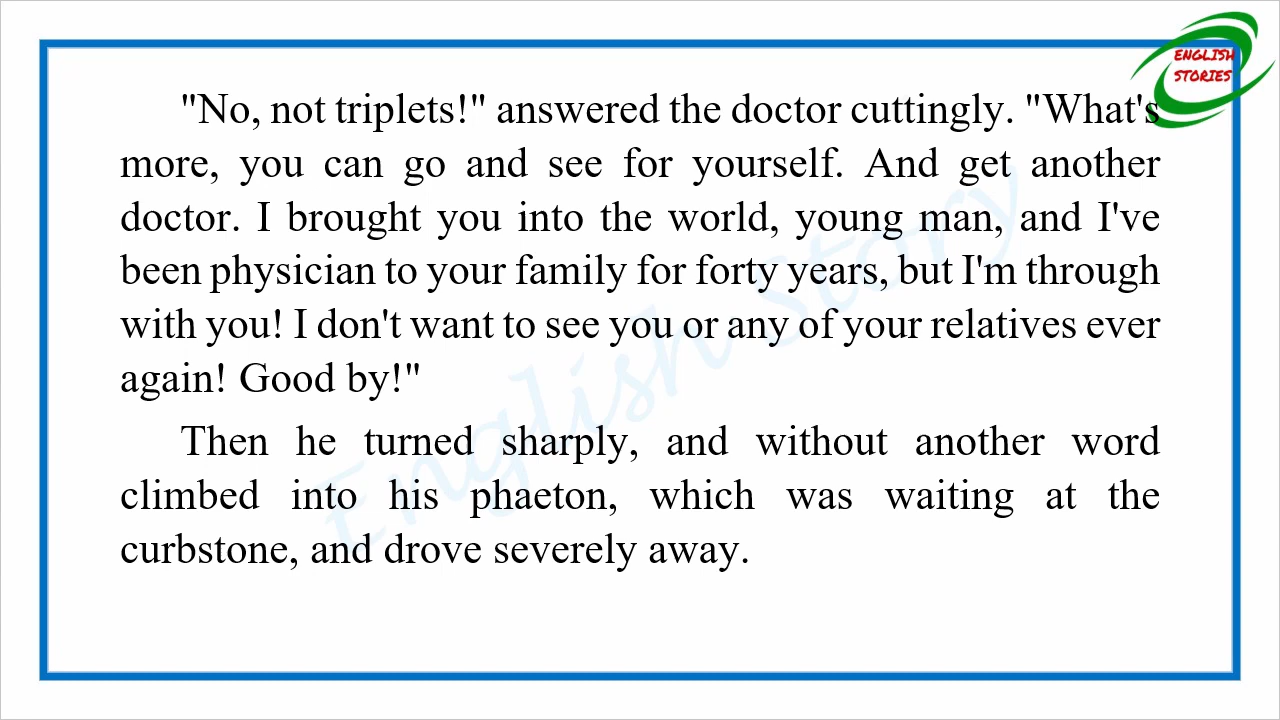 ENGLISH
STORIES
"No, not triplets!" answered the doctor cuttingly. "What's
more, you can go and see for yourself. And get another
doctor. I brought you into the world, young man, and I've
been physician to your family for forty years, but I'm through
with you! I don't want to see you or any of your relatives ever
again! Good by!"
Then he turned sharply, and without another word
climbed into his phaeton, which was waiting at the
curbstone, and drove severely away.
English Story